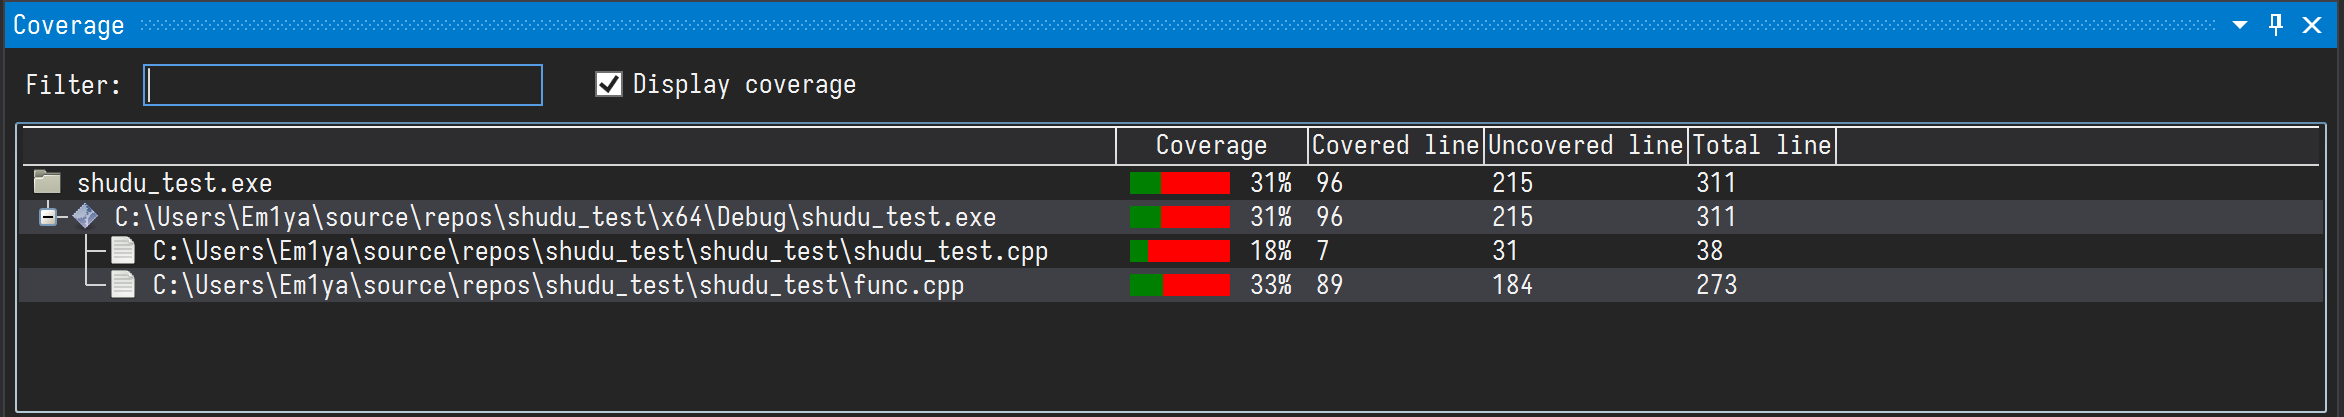 Coverage
Filter: Display coverage
Coverage Covered line Uncovered line Total line
shudu_test.exe 31% 96 215 311
C:\Users\Em1ya\source\repos\shudu_test\x64\Debug\shudu_test.exe 31% 96 215 311
C:\Users\Em1ya\source\repos\shudu_test\shudu_test\shudu_test.cpp 18% 7 31 38
C:\Users\Em1ya\source\repos\shudu_test\shudu_test\func.cpp 33% 89 184 273